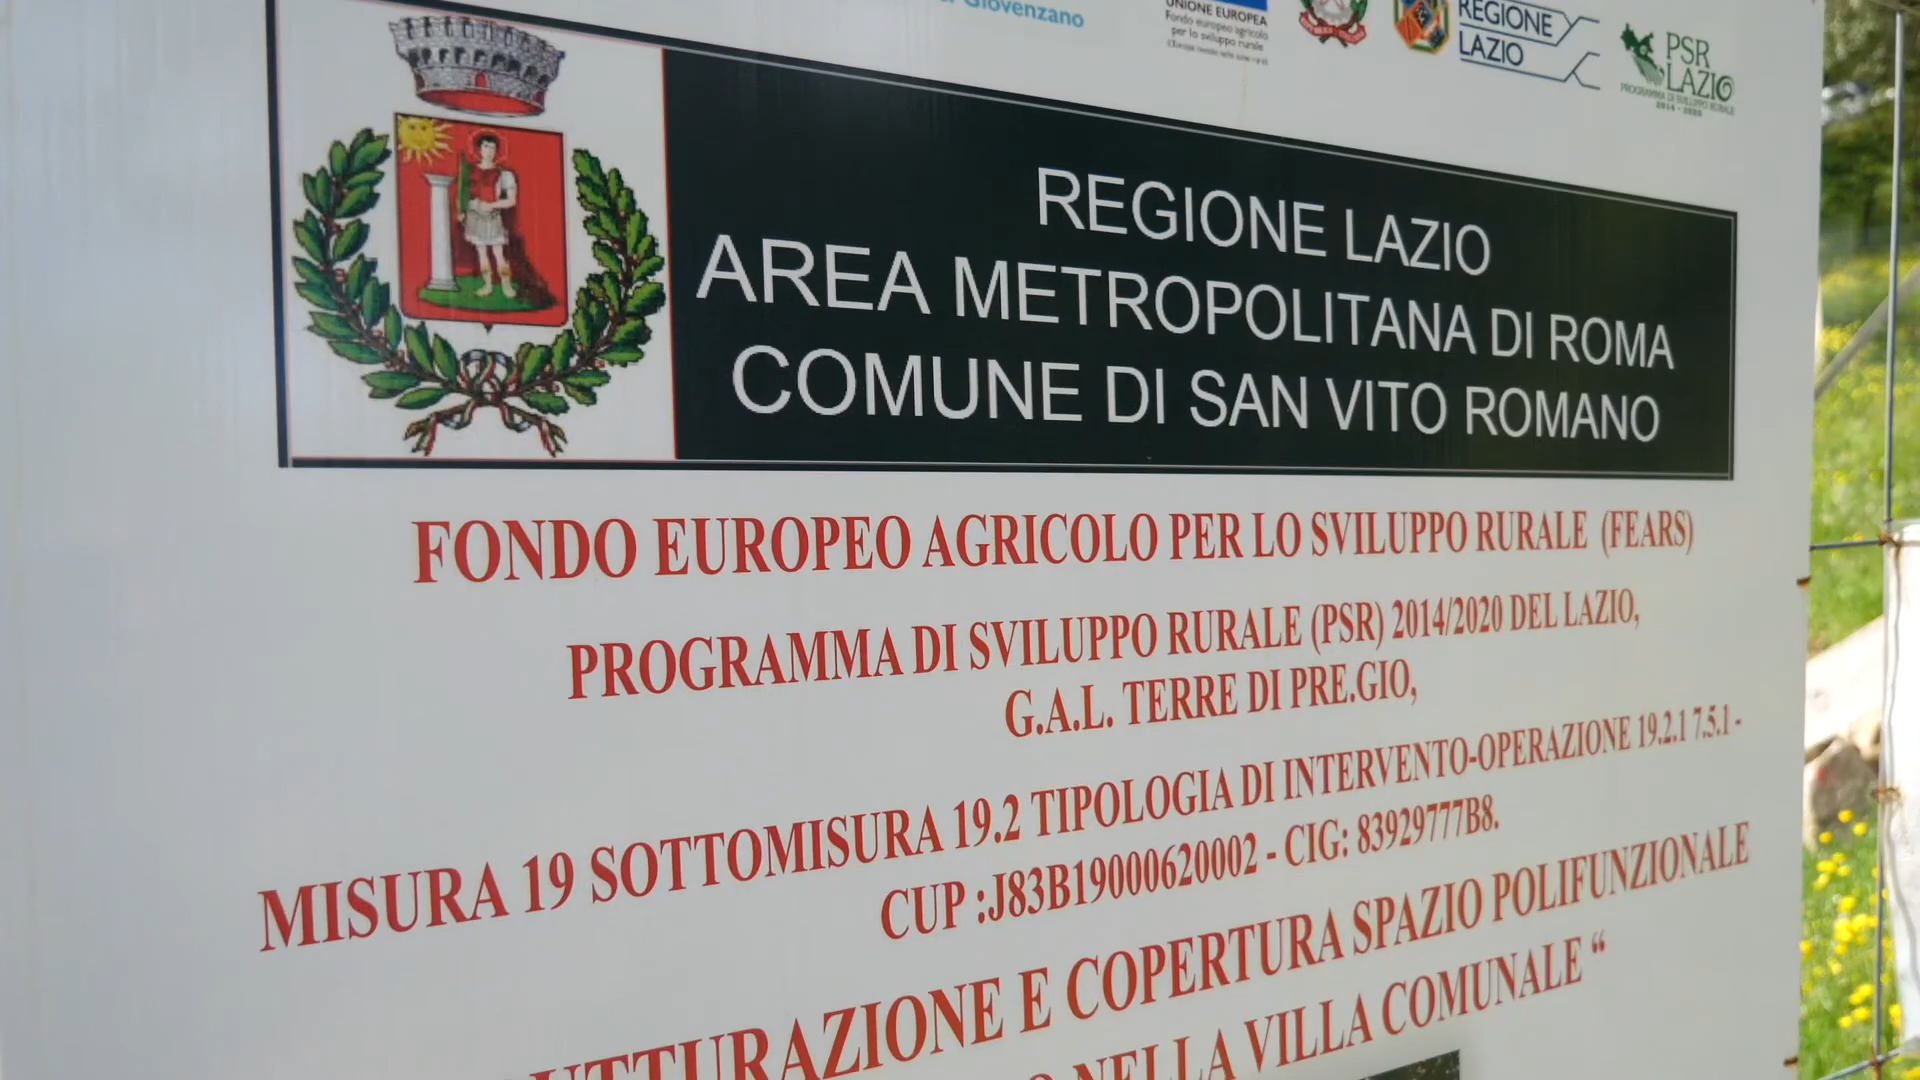 Giovenzano
UNIONE EUROPEA
Fondo europeo agricolo
per lo sviluppo rurale
REGIONE
LAZIO
PSR
LAZIO
PROGRAMMA DI SVILUPPO RURALE
2014 - 2020
REGIONE LAZIO
AREA METROPOLITANA DI ROMA
COMUNE DI SAN VITO ROMANO
FONDO EUROPEO AGRICOLO PER LO SVILUPPO RURALE (FEARS)
PROGRAMMA DI SVILUPPO RURALE (PSR) 2014/2020 DEL LAZIO,
G.A.L. TERRE DI PRE.GIO,
MISURA 19 SOTTOMISURA 19.2 TIPOLOGIA DI INTERVENTO-OPERAZIONE 19.2.1 7.5.1 -
CUP :J83B19000620002 - CIG: 83929777B8.
UTTURAZIONE E COPERTURA SPAZIO POLIFUNZIONALE
O NELLA VILLA COMUNALE “